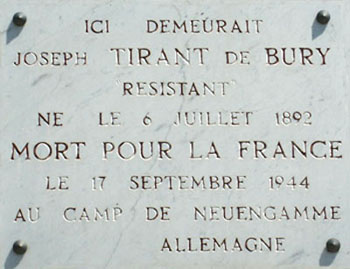 ICI DEMEURAIT
JOSEPH TIRANT DE BURY
RESISTANT
NE LE 6 JUILLET 1892
MORT POUR LA FRANCE
LE 17 SEPTEMBRE 1944
AU CAMP DE NEUENGAMME
ALLEMAGNE